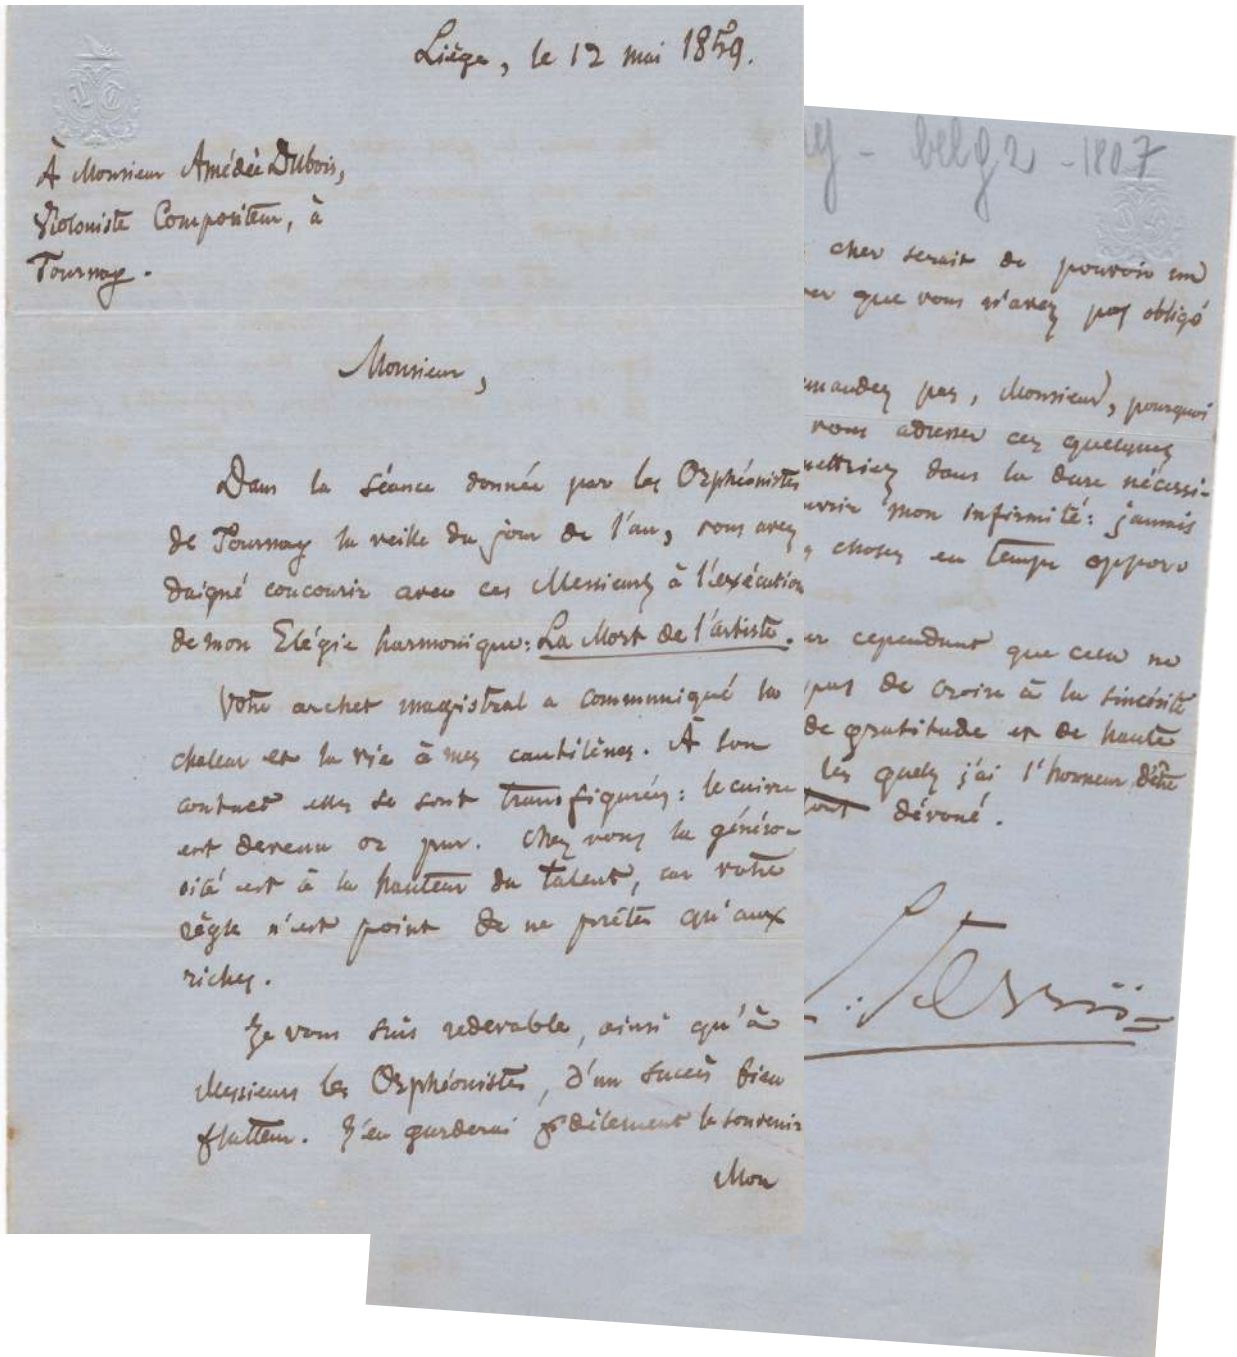 Liège, le 12 mai 1859.
À Monsieur Amédée Dubois,
Violoniste Compositeur, à
Tournay.
Monsieur,
Dans la séance donnée par les Orphéonistes
de Tournay la veille du jour de l'an, vous avez
daigné concourir avec ces Messieurs à l'exécution
de mon Elégie harmonique: La Mort de l'artiste.
Votre archet magistral a communiqué la
chaleur et la vie à mes cantilènes. À son
contact elles se sont transfigurées: le cuivre
est devenu or pur. Chez vous la généro-
sité est à la hauteur du talent, car votre
règle n'est point de ne prêter qu'aux
riches.
Je vous suis redevable, ainsi qu'à
Messieurs les Orphéonistes, d'un succès bien
flatteur. J'en garderai fidèlement le souvenir
Mon
- belge - 1807
cher serait de pouvoir un
que vous n'avez pas obligé
pas, Monsieur, pourquoi
vous adresser ces quelques
dans la dure nécessi-
mon infirmité: jamais
choses en temps oppor
cependant que cela ne
pas de croire à la sincérité
de gratitude et de haute
les quels j'ai l'honneur d'être
tout dévoué.